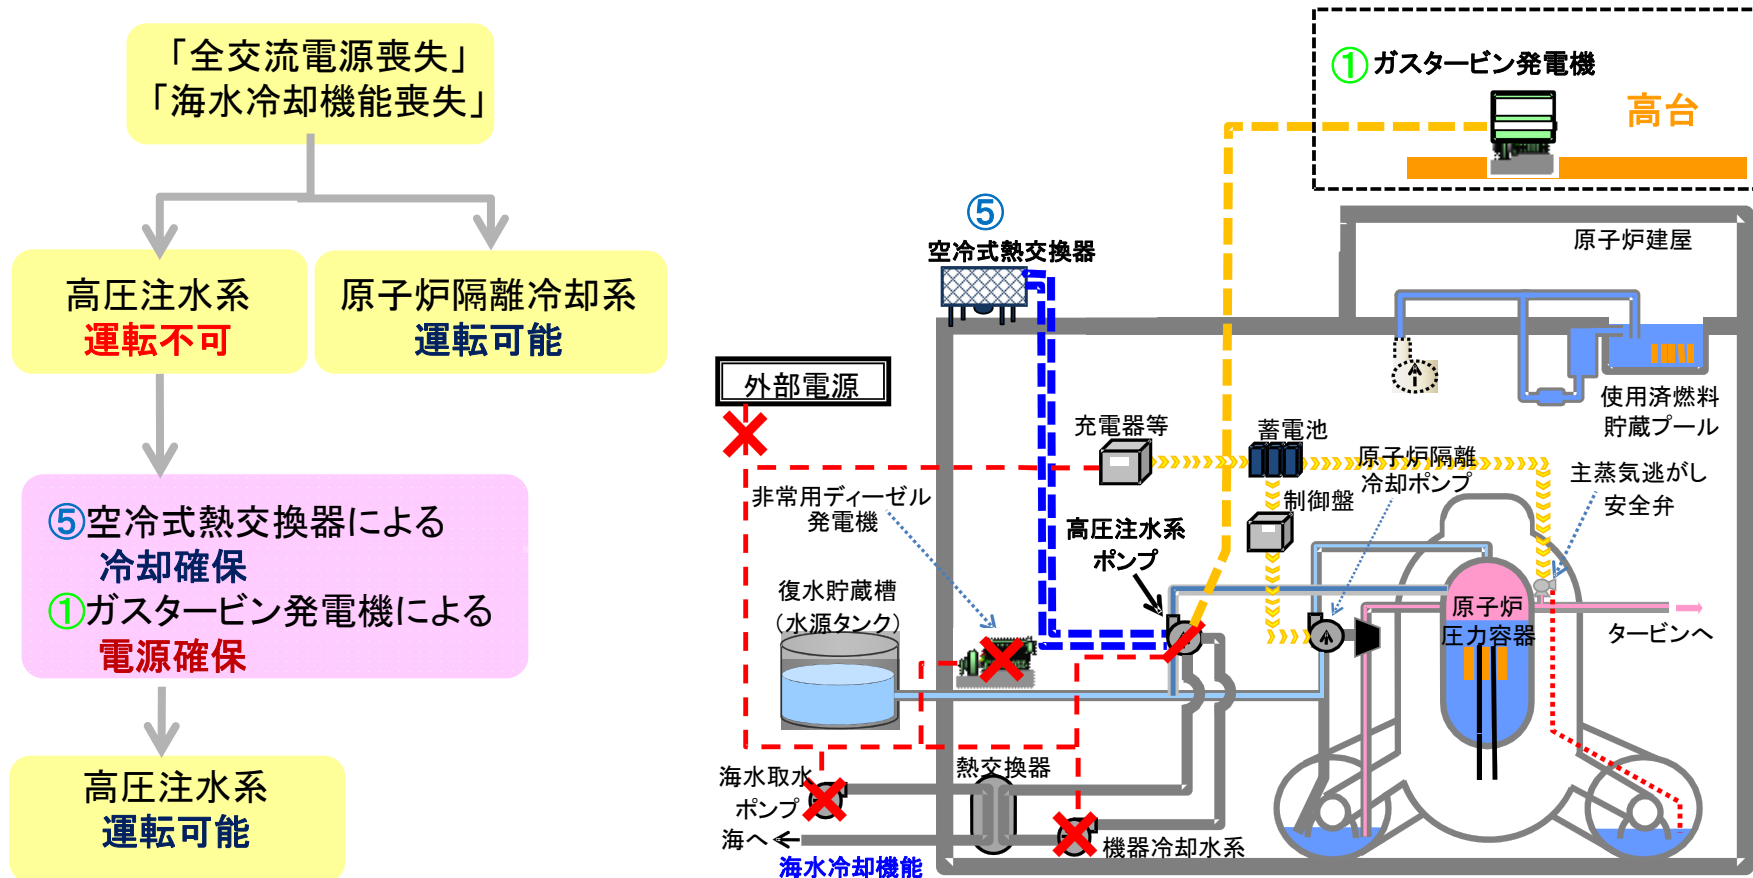 「全交流電源喪失」
「海水冷却機能喪失」
高圧注水系
運転不可
原子炉隔離冷却系
運転可能
⑤空冷式熱交換器による
冷却確保
①ガスタービン発電機による
電源確保
高圧注水系
運転可能
①ガスタービン発電機
高台
⑤
空冷式熱交換器
原子炉建屋
外部電源
使用済燃料
貯蔵プール
充電器等
蓄電池
原子炉隔離
冷却ポンプ
主蒸気逃がし
安全弁
非常用ディーゼル
発電機
制御盤
高圧注水系
ポンプ
復水貯蔵槽
（水源タンク）
原子炉
圧力容器
タービンへ
海水取水
ポンプ
熱交換器
海へ
機器冷却水系
海水冷却機能